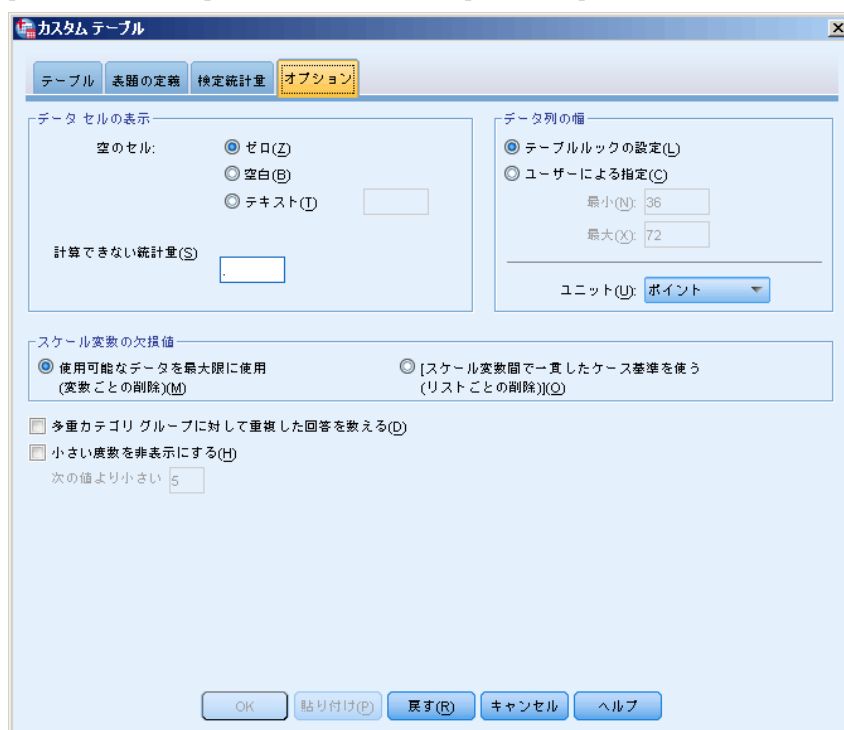 カスタム テーブル
テーブル 表題の定義 検定統計量 オプション
データ セルの表示
空のセル:
ゼロ(Z)
空白(B)
テキスト(T)
計算できない統計量(S)
.
データ列の幅
テーブルルックの設定(L)
ユーザーによる指定(C)
最小(N): 36
最大(X): 72
ユニット(U): ポイント
スケール変数の欠損値
使用可能なデータを最大限に使用
(変数ごとの削除)(M)
[スケール変数間で一貫したケース基準を使う
(リストごとの削除)](O)
多重カテゴリ グループに対して重複した回答を数える(D)
小さい度数を非表示にする(H)
次の値より小さい 5
OK 貼り付け(P) 戻す(R) キャンセル ヘルプ